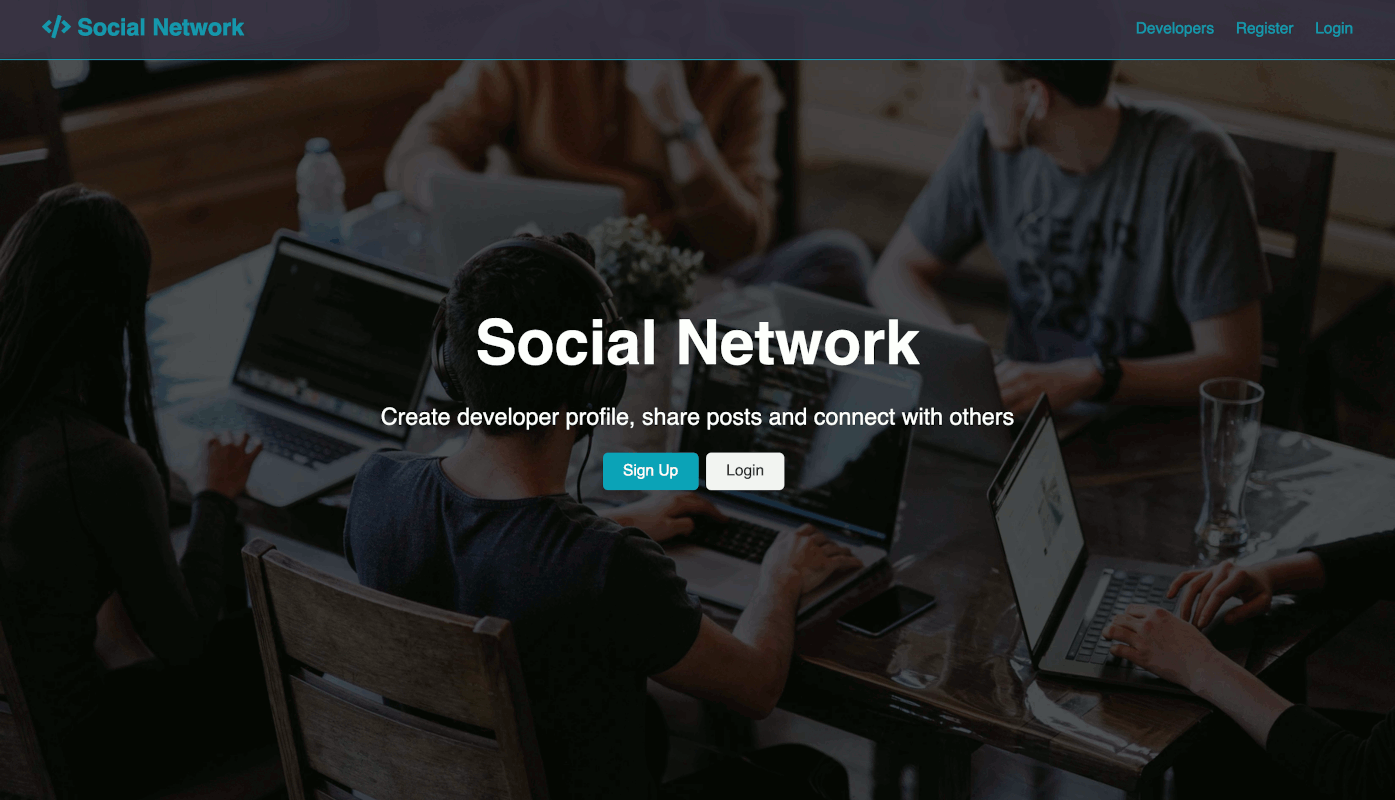 </> Social Network
Developers Register Login
Social Network
Create developer profile, share posts and connect with others
Sign Up Login